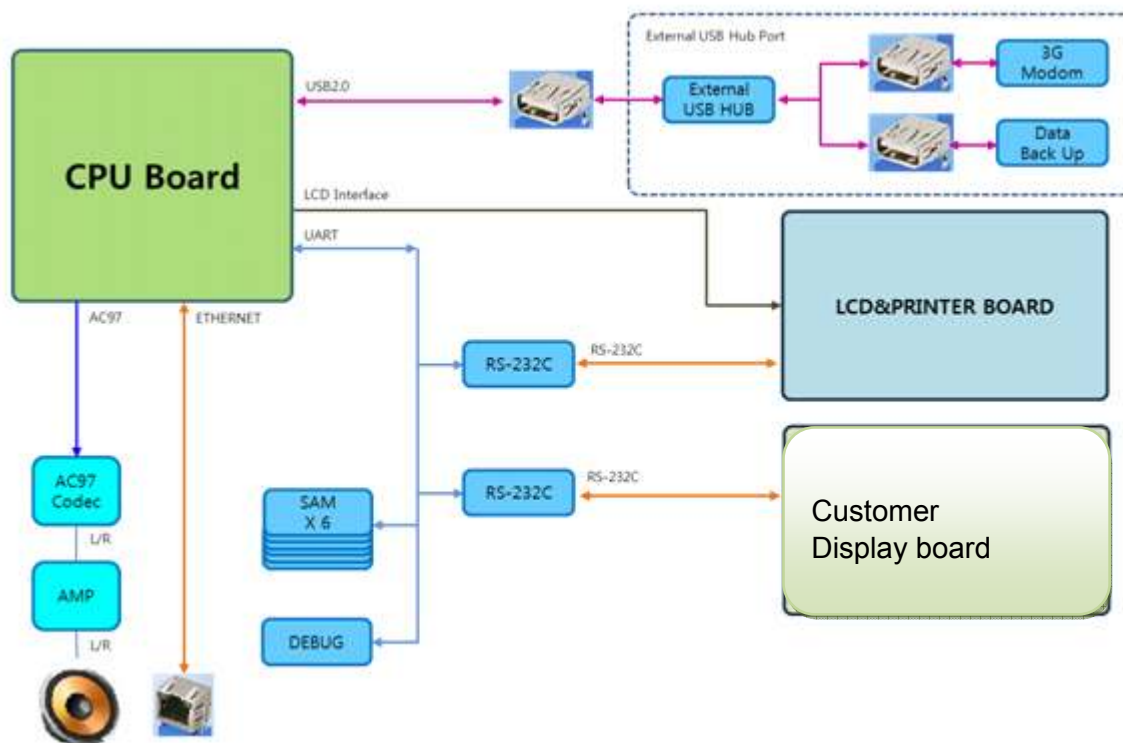 External USB Hub Port
3G
Modom
USB2.0
External
USB HUB
Data
Back Up
CPU Board
LCD Interface
UART
LCD&PRINTER BOARD
AC97
ETHERNET
RS-232C
RS-232C
RS-232C
RS-232C
AC97
Codec
SAM
X 6
Customer
Display board
L/R
AMP
DEBUG
L/R